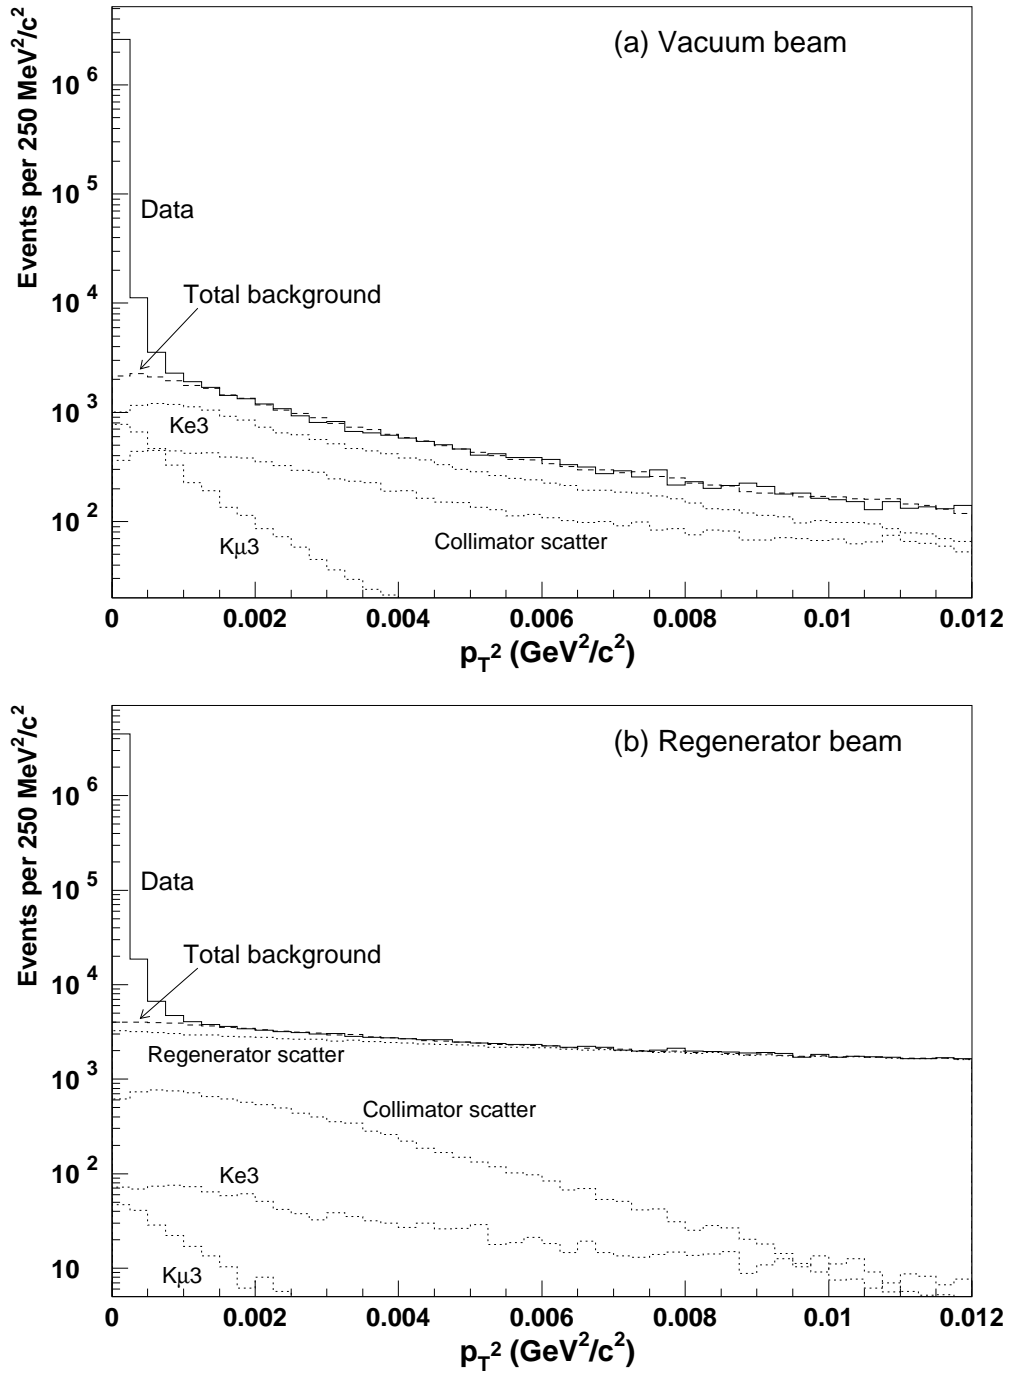 (a) Vacuum beam
Events per 250 MeV²/c²
10⁶
10⁵
10⁴
10³
10²
Data
Total background
Ke3
Kμ3
Collimator scatter
0 0.002 0.004 0.006 0.008 0.01 0.012
p_T² (GeV²/c²)
(b) Regenerator beam
Events per 250 MeV²/c²
10⁶
10⁵
10⁴
10³
10²
10
Data
Total background
Regenerator scatter
Collimator scatter
Ke3
Kμ3
0 0.002 0.004 0.006 0.008 0.01 0.012
p_T² (GeV²/c²)